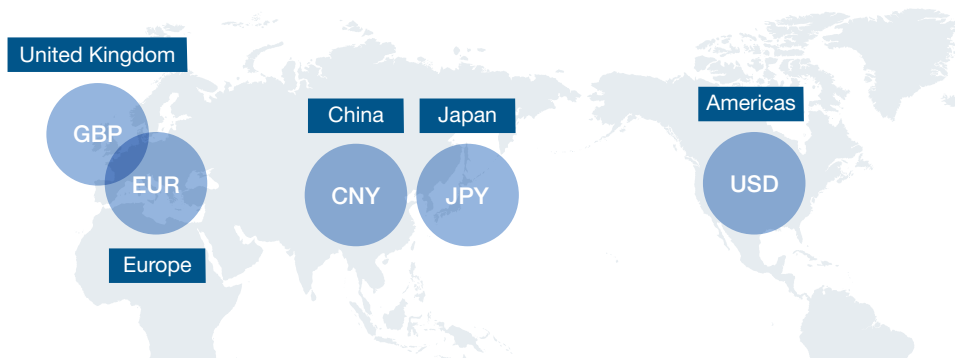 United Kingdom
GBP
EUR
Europe
China
CNY
Japan
JPY
Americas
USD